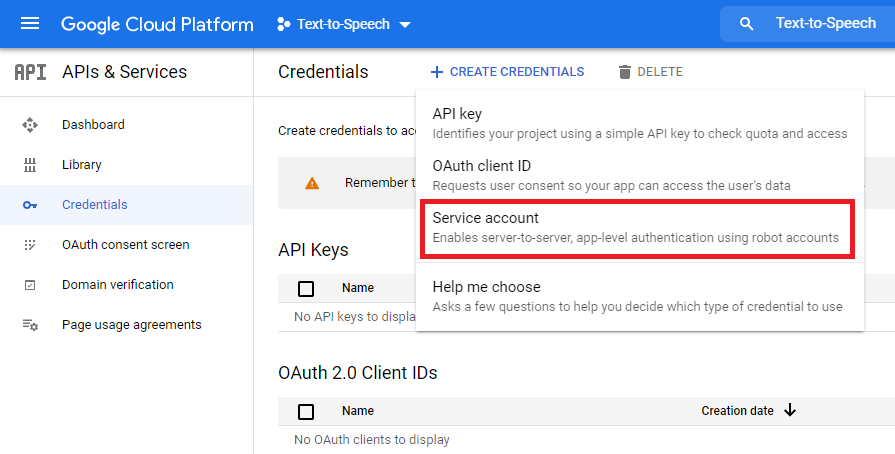 Google Cloud Platform
Text-to-Speech
Text-to-Speech
API
APIs & Services
Dashboard
Library
Credentials
OAuth consent screen
Domain verification
Page usage agreements
Credentials
CREATE CREDENTIALS
DELETE
Create credentials to
API key
Identifies your project using a simple API key to check quota and access
OAuth client ID
Requests user consent so your app can access the user's data
Service account
Enables server-to-server, app-level authentication using robot accounts
Help me choose
Asks a few questions to help you decide which type of credential to use
Remember
API Keys
Name
No API keys to
OAuth 2.0 Client IDs
Name
Creation date
No OAuth clients to display